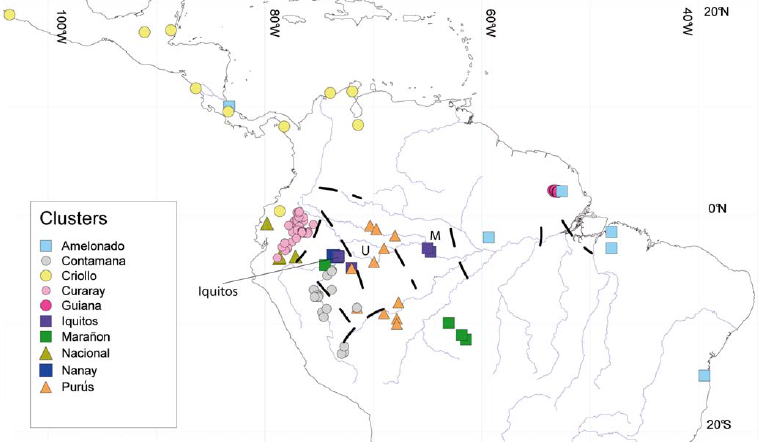 20°N
100°W
80°W
60°W
40°W
0°N
M
U
Iquitos
Clusters
Amelonado
Contamana
Criollo
Curaray
Guiana
Iquitos
Marañon
Nacional
Nanay
Purús
20°S